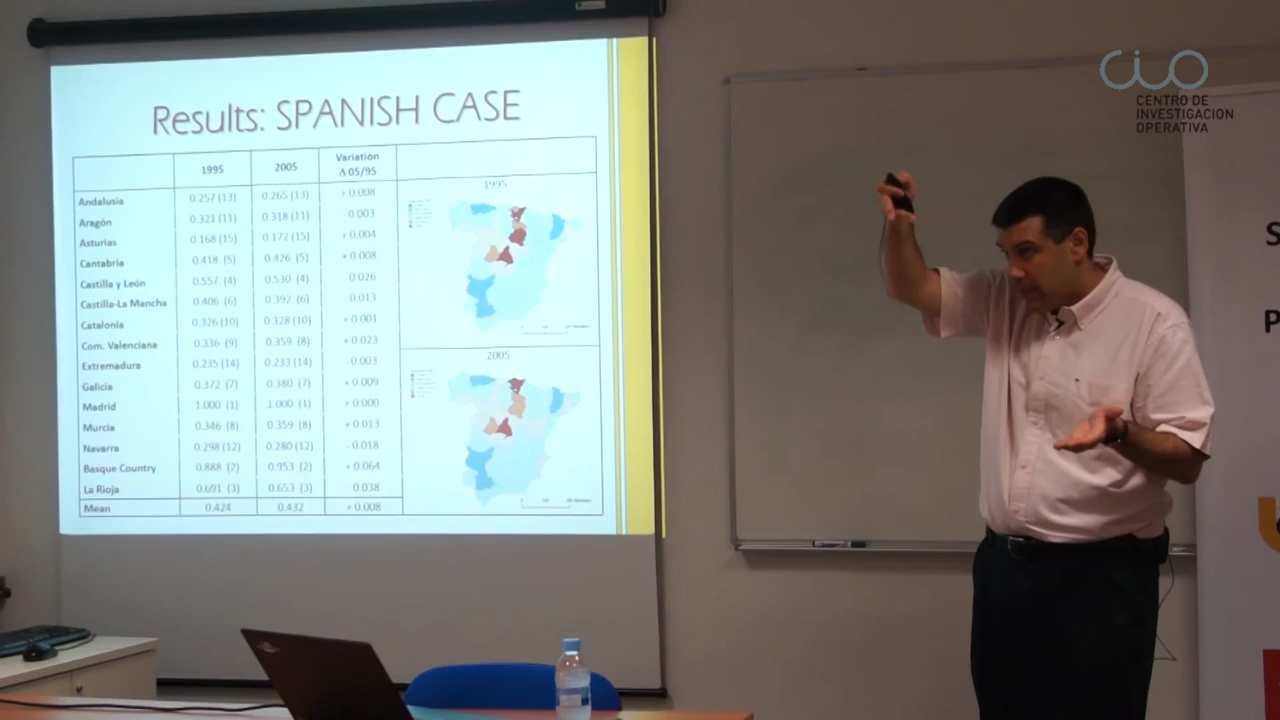 CIO
CENTRO DE
INVESTIGACION
OPERATIVA
Results: SPANISH CASE
1995 2005 Variation
Δ 05/95
Andalusia 0.257 (13) 0.265 (13) + 0.008
Aragón 0.321 (11) 0.318 (11) - 0.003
Asturias 0.168 (15) 0.172 (15) + 0.004
Cantabria 0.418 (5) 0.426 (5) + 0.008
Castilla y León 0.557 (4) 0.530 (4) - 0.026
Castilla-La Mancha 0.406 (6) 0.392 (6) 0.013
Catalonia 0.326 (10) 0.328 (10) + 0.001
Com. Valenciana 0.336 (9) 0.359 (8) + 0.023
Extremadura 0.235 (14) 0.233 (14) - 0.003
Galicia 0.372 (7) 0.380 (7) + 0.009
Madrid 1.000 (1) 1.000 (1) + 0.000
Murcia 0.346 (8) 0.359 (8) + 0.013
Navarra 0.298 (12) 0.280 (12) - 0.018
Basque Country 0.888 (2) 0.953 (2) + 0.064
La Rioja 0.691 (3) 0.653 (3) - 0.038
Mean 0.424 0.432 + 0.008
1995
2005
S
P